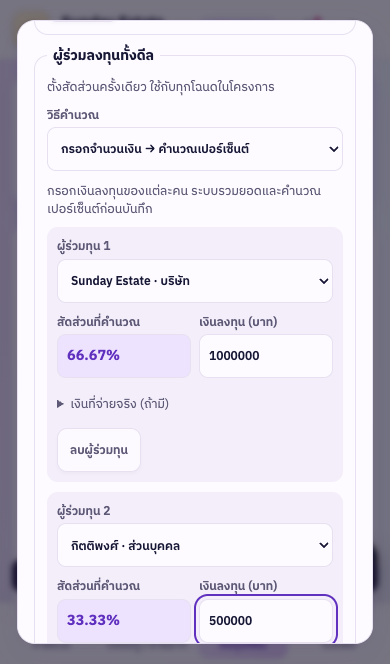 ผู้ร่วมลงทุนทั้งดีล
ตั้งสัดส่วนครั้งเดียว ใช้กับทุกโฉนดในโครงการ
วิธีคำนวณ
กรอกจำนวนเงิน → คำนวณเปอร์เซ็นต์
กรอกเงินลงทุนของแต่ละคน ระบบรวมยอดและคำนวณ
เปอร์เซ็นต์ก่อนบันทึก
ผู้ร่วมทุน 1
Sunday Estate · บริษัท
สัดส่วนที่คำนวณ เงินลงทุน (บาท)
66.67% 1000000
▶ เงินที่จ่ายจริง (ถ้ามี)
ลบผู้ร่วมทุน
ผู้ร่วมทุน 2
กิตติพงศ์ · ส่วนบุคคล
สัดส่วนที่คำนวณ เงินลงทุน (บาท)
33.33% 500000